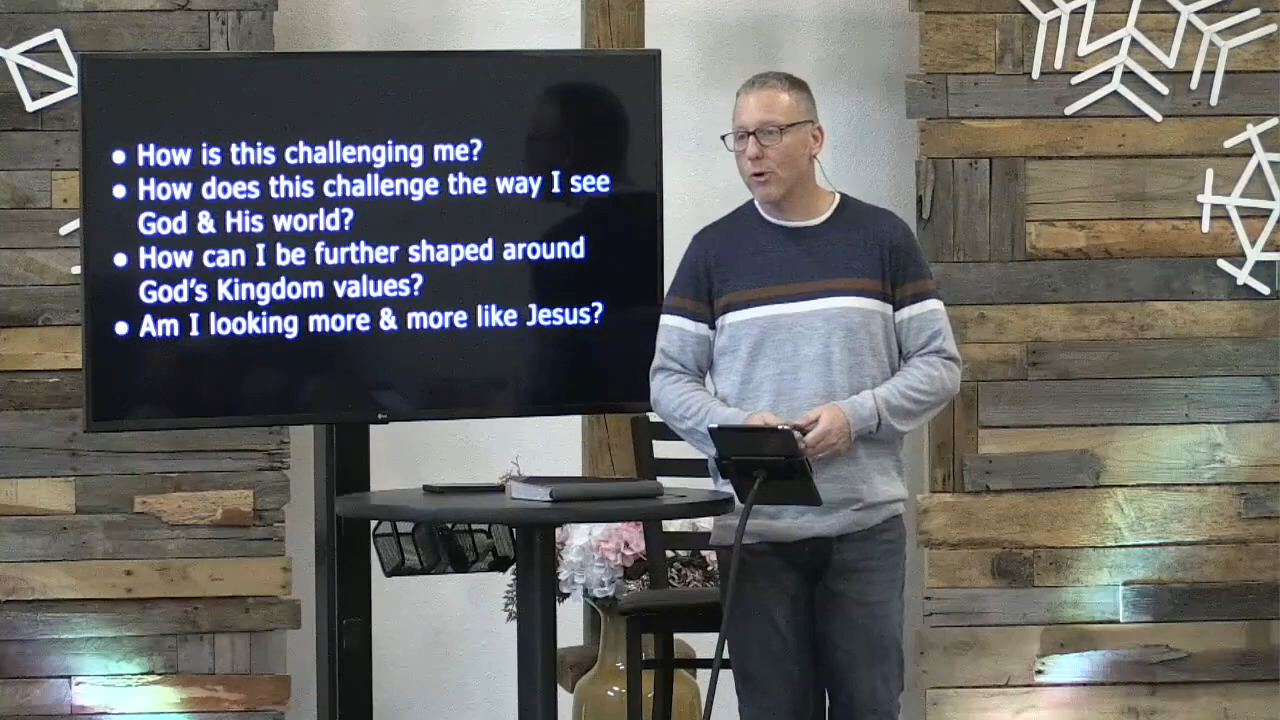 ● How is this challenging me?
● How does this challenge the way I see
God & His world?
● How can I be further shaped around
God's Kingdom values?
● Am I looking more & more like Jesus?